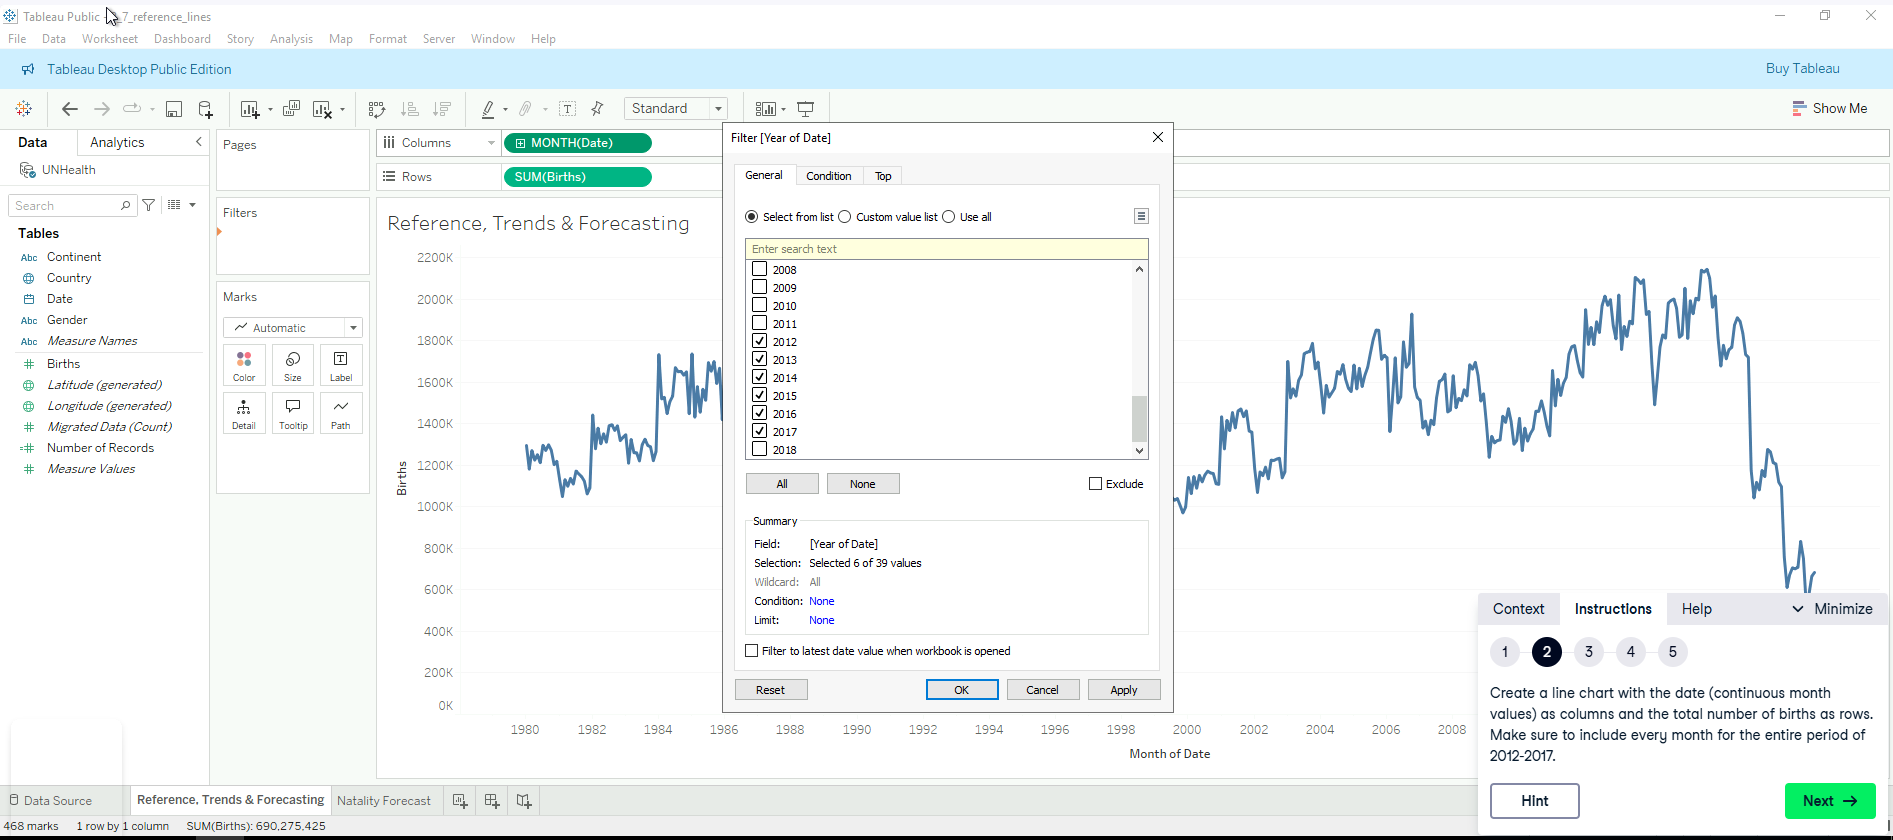 Tableau Public - _7_reference_lines
File Data Worksheet Dashboard Story Analysis Map Format Server Window Help
Tableau Desktop Public Edition
Buy Tableau
Standard
Show Me
Data Analytics
UNHealth
Search
Tables
Abc Continent
Country
Date
Abc Gender
Abc Measure Names
Births
Latitude (generated)
Longitude (generated)
Migrated Data (Count)
Number of Records
Measure Values
Pages
Filters
Marks
Automatic
Color Size Label
Detail Tooltip Path
Columns MONTH(Date)
Rows SUM(Births)
Reference, Trends & Forecasting
2200K
2000K
1800K
1600K
1400K
1200K
1000K
800K
600K
400K
200K
0K
Births
1980 1982 1984 1986 1988 1990 1992 1994 1996 1998 2000 2002 2004 2006 2008
Month of Date
Filter [Year of Date]
General Condition Top
Select from list Custom value list Use all
Enter search text
2008
2009
2010
2011
2012
2013
2014
2015
2016
2017
2018
All None Exclude
Summary
Field: [Year of Date]
Selection: Selected 6 of 39 values
Wildcard: All
Condition: None
Limit: None
Filter to latest date value when workbook is opened
Reset OK Cancel Apply
Context Instructions Help Minimize
1 2 3 4 5
Create a line chart with the date (continuous month
values) as columns and the total number of births as rows.
Make sure to include every month for the entire period of
2012-2017.
Hint Next
Data Source Reference, Trends & Forecasting Natality Forecast
468 marks 1 row by 1 column SUM(Births): 690,275,425